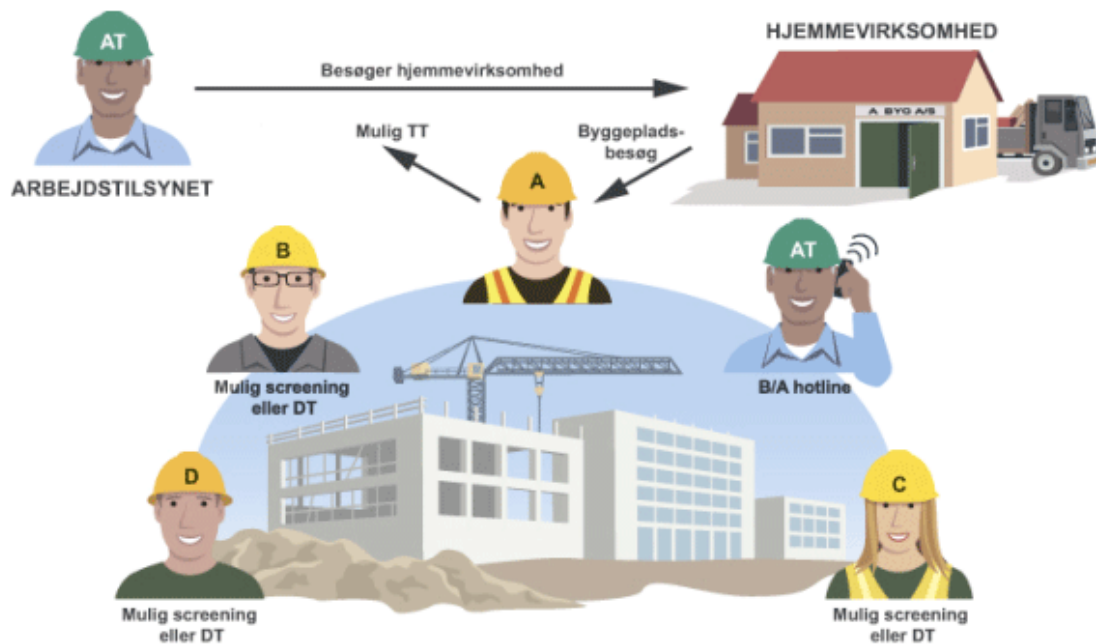 AT
HJEMMEVIRKSOMHED
Besøger hjemmevirksomhed
A BYG A/S
Mulig TT
Byggeplads-
besøg
ARBEJDSTILSYNET
A
B
AT
Mulig screening
eller DT
B/A hotline
D
C
Mulig screening
eller DT
Mulig screening
eller DT